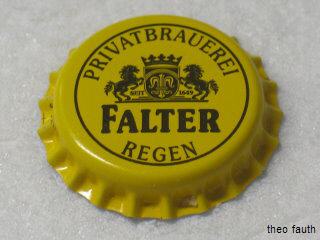 PRIVATBRAUEREI
SEIT 1649
FALTER
REGEN
theo fauth